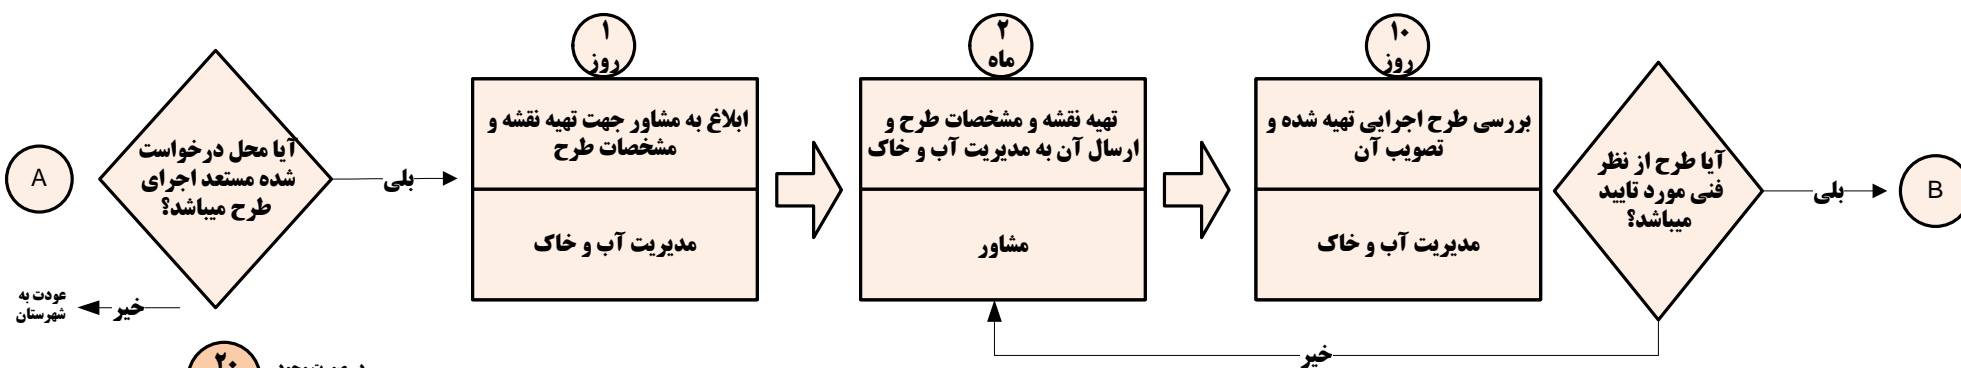 A
آیا محل درخواست
شده مستعد اجرای
طرح میباشد؟
بلی
خیر
عودت به
شهرستان
۱
روز
ابلاغ به مشاور جهت تهیه نقشه و
مشخصات طرح
مدیریت آب و خاک
۲
ماه
تهیه نقشه و مشخصات طرح و
ارسال آن به مدیریت آب و خاک
مشاور
۱۰
روز
بررسی طرح اجرایی تهیه شده و
تصویب آن
مدیریت آب و خاک
آیا طرح از نظر
فنی مورد تایید
میباشد؟
بلی
B
خیر
۲۰